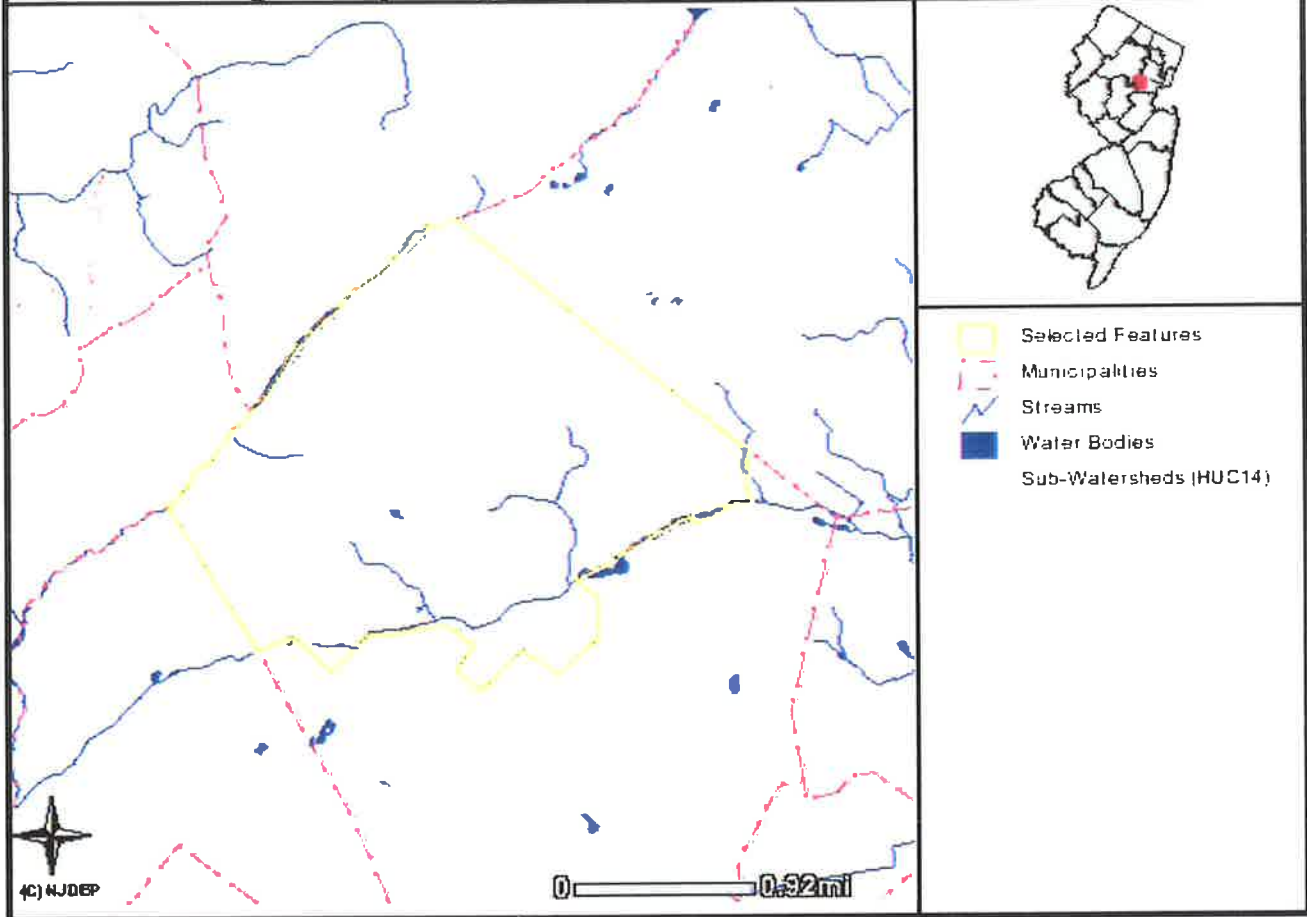 Selected Features
Municipalities
Streams
Water Bodies
Sub-Watersheds (HUC14)
(C) NJDEP
0 0.92mi